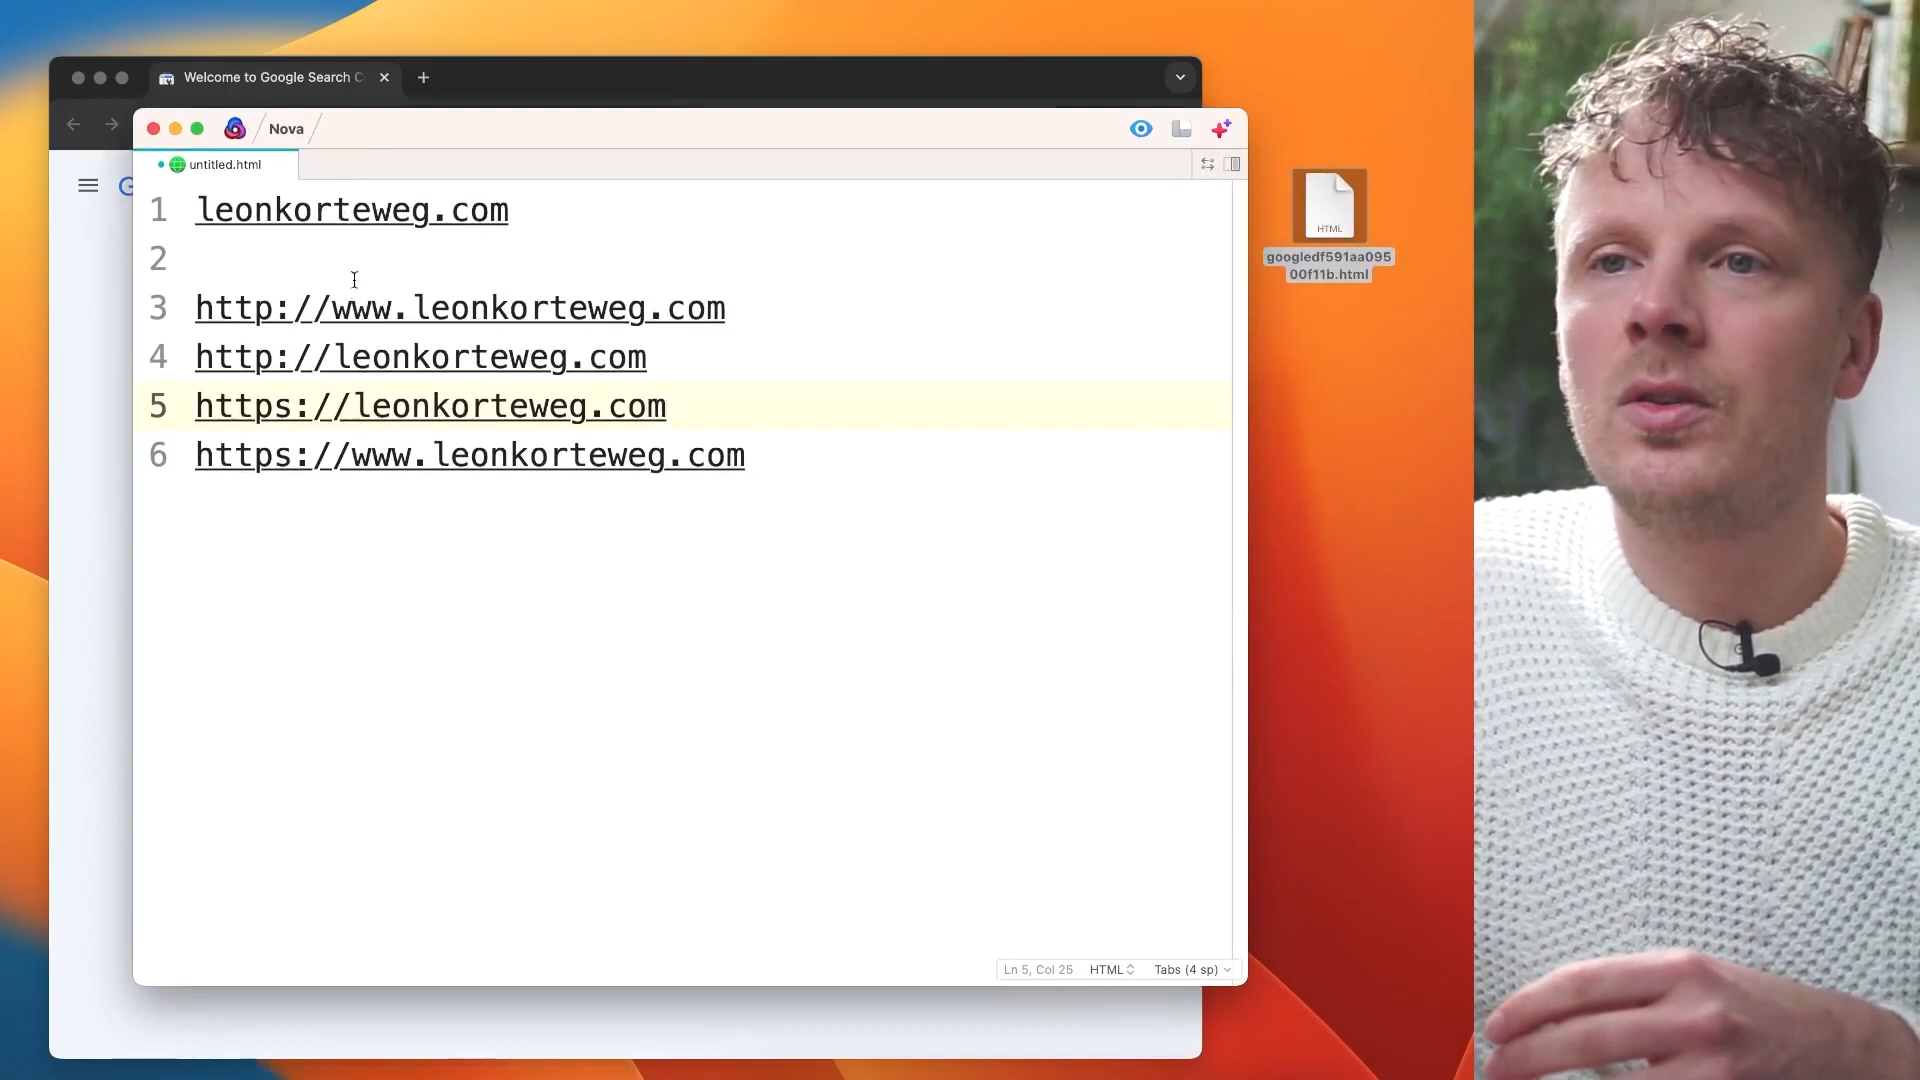 Welcome to Google Search C
Nova
untitled.html
1 leonkorteweg.com
2
3 http://www.leonkorteweg.com
4 http://leonkorteweg.com
5 https://leonkorteweg.com
6 https://www.leonkorteweg.com
HTML
googledf591aa095
00f11b.html
Ln 5, Col 25 HTML Tabs (4 sp)